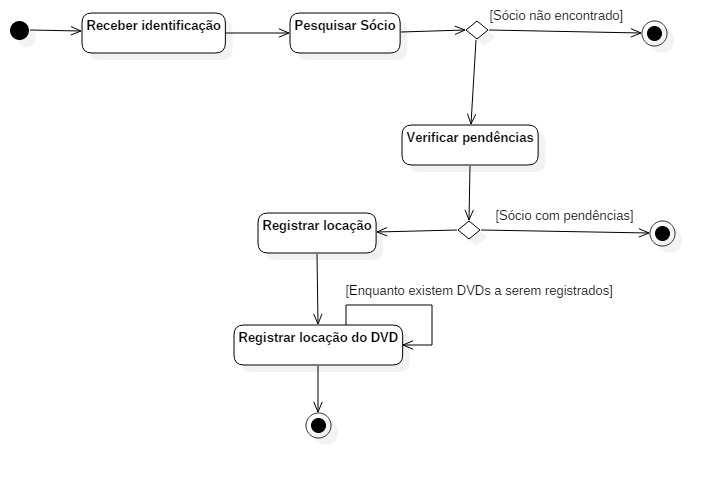 Receber identificação
Pesquisar Sócio
[Sócio não encontrado]
Verificar pendências
[Sócio com pendências]
Registrar locação
[Enquanto existem DVDs a serem registrados]
Registrar locação do DVD